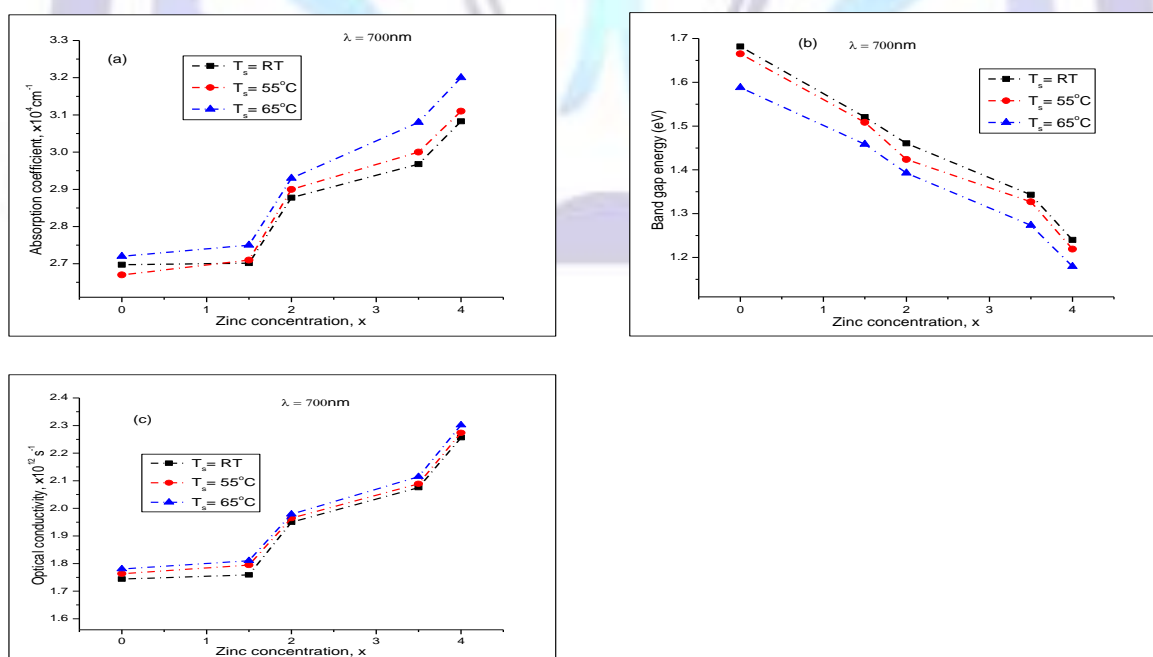 λ = 700nm
(a)
Tₛ= RT
Tₛ= 55°C
Tₛ= 65°C
3.3
3.2
3.1
3.0
2.9
2.8
2.7
Absorption coefficient, x10⁴cm⁻¹
0 1 2 3 4
Zinc concentration, x
(b)
λ = 700nm
Tₛ= RT
Tₛ= 55°C
Tₛ= 65°C
1.7
1.6
1.5
1.4
1.3
1.2
Band gap energy (eV)
0 1 2 3 4
Zinc concentration, x
λ = 700nm
(c)
Tₛ= RT
Tₛ= 55°C
Tₛ= 65°C
2.4
2.3
2.2
2.1
2.0
1.9
1.8
1.7
1.6
Optical conductivity, x10¹² s⁻¹
0 1 2 3 4
Zinc concentration, x